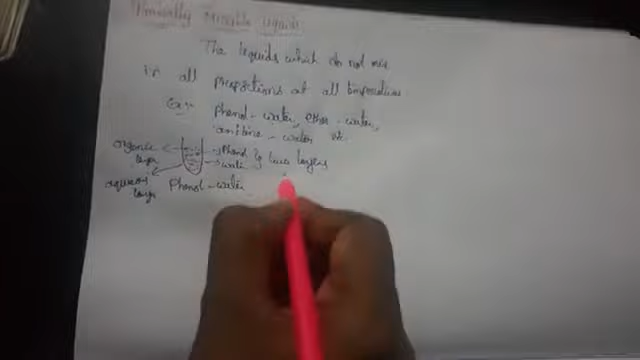 Partially Miscible liquids
The liquids which do not mix
in all proportions at all temperatures
Ex:- Phenol-water, ether-water,
aniline-water etc.
organic layer
Phenol } two layers
water
aqueous layer
Phenol-water